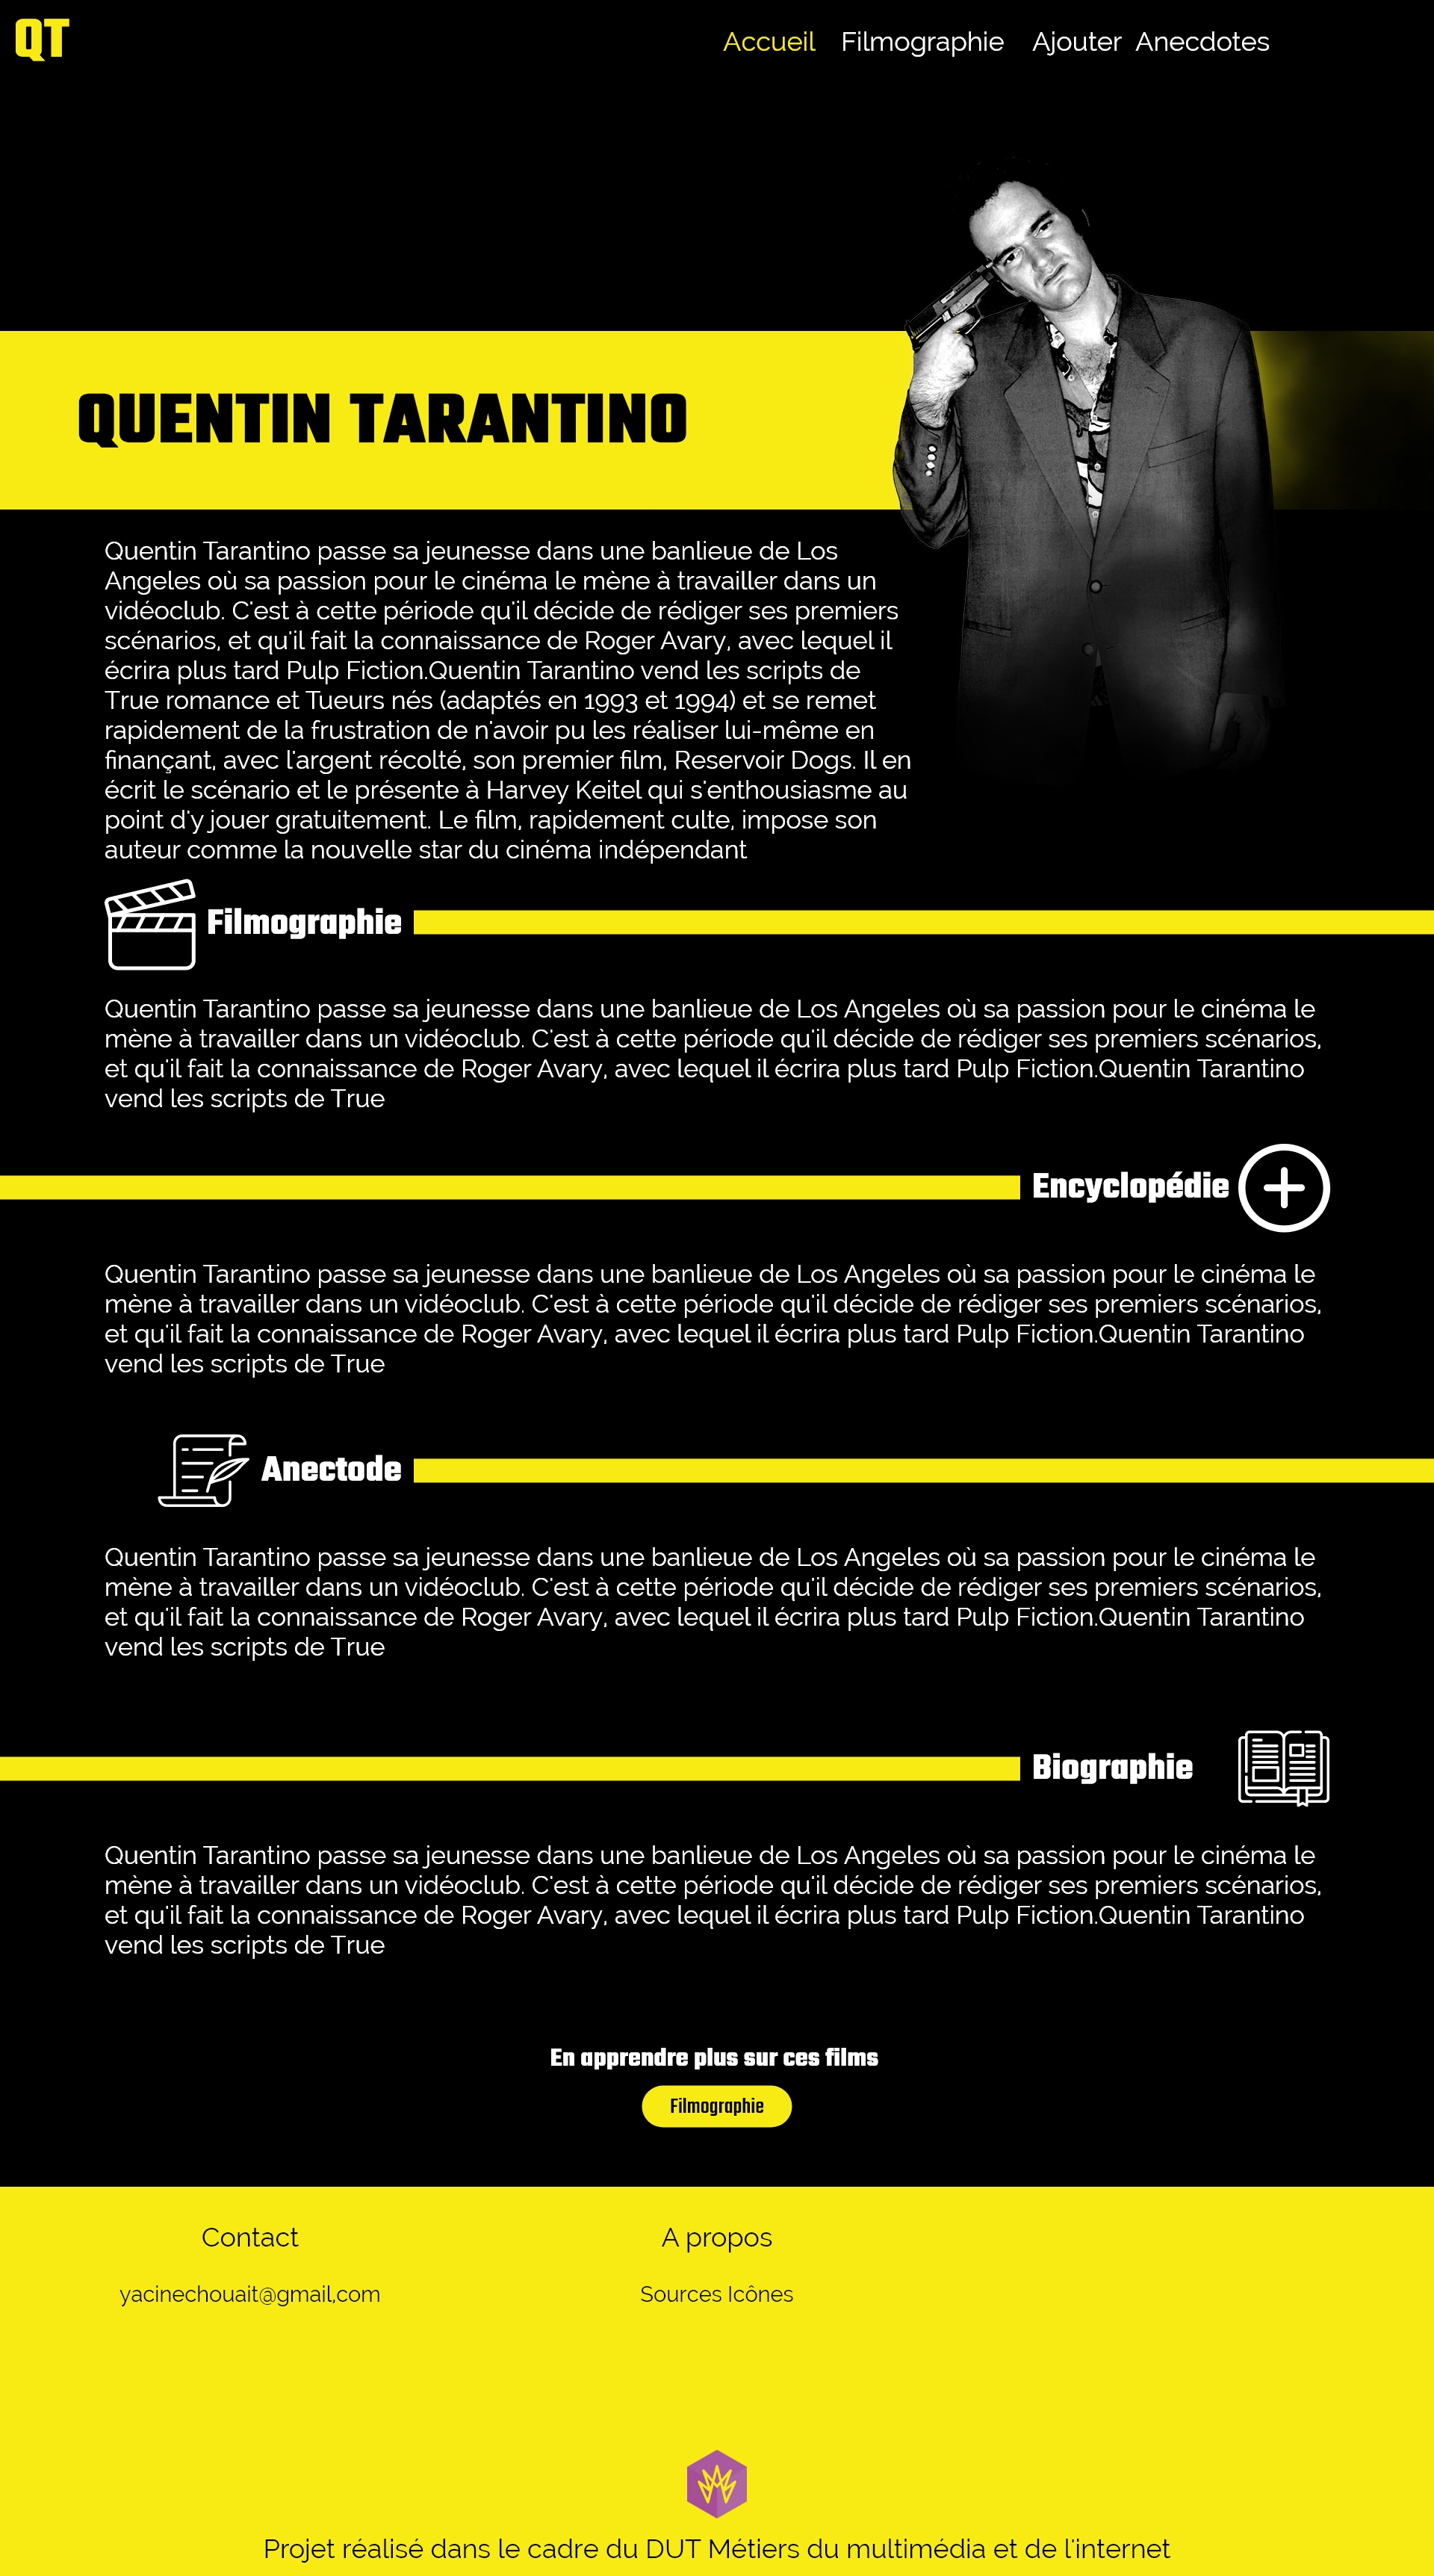 QT
Accueil Filmographie Ajouter Anecdotes
QUENTIN TARANTINO
Quentin Tarantino passe sa jeunesse dans une banlieue de Los
Angeles où sa passion pour le cinéma le mène à travailler dans un
vidéoclub. C'est à cette période qu'il décide de rédiger ses premiers
scénarios, et qu'il fait la connaissance de Roger Avary, avec lequel il
écrira plus tard Pulp Fiction.Quentin Tarantino vend les scripts de
True romance et Tueurs nés (adaptés en 1993 et 1994) et se remet
rapidement de la frustration de n'avoir pu les réaliser lui-même en
finançant, avec l'argent récolté, son premier film, Reservoir Dogs. Il en
écrit le scénario et le présente à Harvey Keitel qui s'enthousiasme au
point d'y jouer gratuitement. Le film, rapidement culte, impose son
auteur comme la nouvelle star du cinéma indépendant
Filmographie
Quentin Tarantino passe sa jeunesse dans une banlieue de Los Angeles où sa passion pour le cinéma le
mène à travailler dans un vidéoclub. C'est à cette période qu'il décide de rédiger ses premiers scénarios,
et qu'il fait la connaissance de Roger Avary, avec lequel il écrira plus tard Pulp Fiction.Quentin Tarantino
vend les scripts de True
Encyclopédie
Quentin Tarantino passe sa jeunesse dans une banlieue de Los Angeles où sa passion pour le cinéma le
mène à travailler dans un vidéoclub. C'est à cette période qu'il décide de rédiger ses premiers scénarios,
et qu'il fait la connaissance de Roger Avary, avec lequel il écrira plus tard Pulp Fiction.Quentin Tarantino
vend les scripts de True
Anectode
Quentin Tarantino passe sa jeunesse dans une banlieue de Los Angeles où sa passion pour le cinéma le
mène à travailler dans un vidéoclub. C'est à cette période qu'il décide de rédiger ses premiers scénarios,
et qu'il fait la connaissance de Roger Avary, avec lequel il écrira plus tard Pulp Fiction.Quentin Tarantino
vend les scripts de True
Biographie
Quentin Tarantino passe sa jeunesse dans une banlieue de Los Angeles où sa passion pour le cinéma le
mène à travailler dans un vidéoclub. C'est à cette période qu'il décide de rédiger ses premiers scénarios,
et qu'il fait la connaissance de Roger Avary, avec lequel il écrira plus tard Pulp Fiction.Quentin Tarantino
vend les scripts de True
En apprendre plus sur ces films
Filmographie
Contact A propos
yacinechouait@gmail,com Sources Icônes
Projet réalisé dans le cadre du DUT Métiers du multimédia et de l'internet